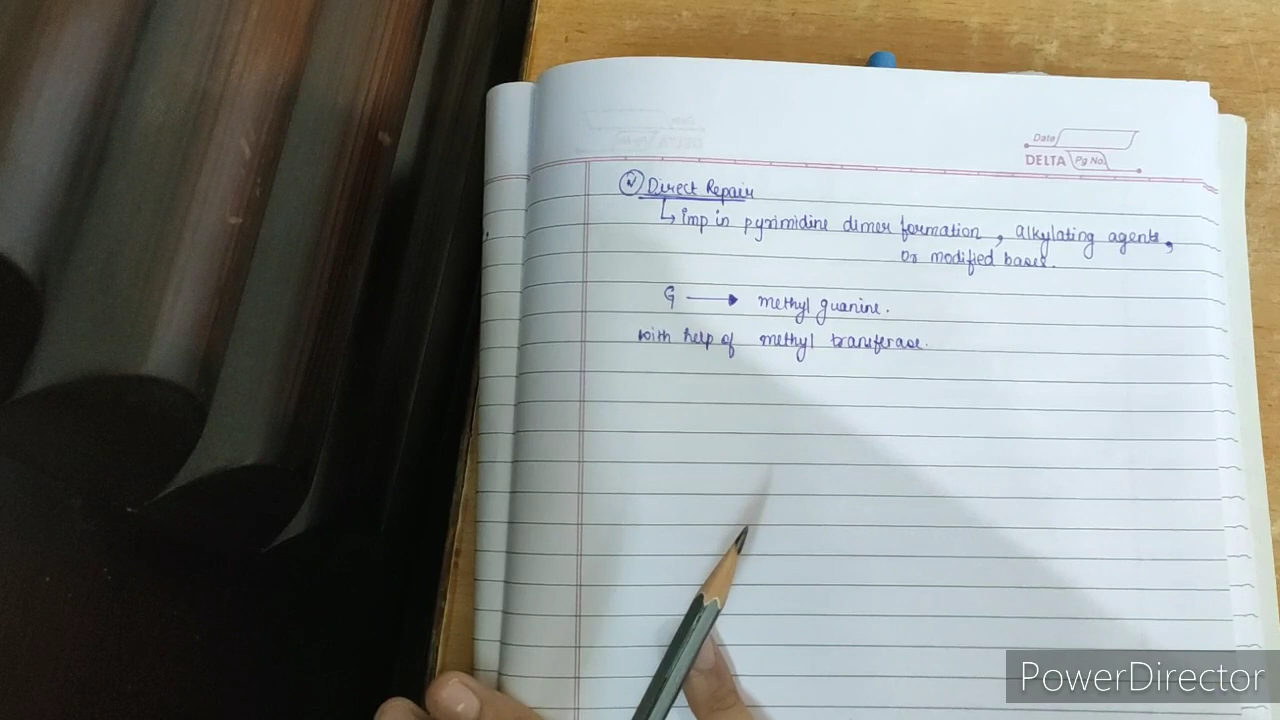 Date
DELTA Pg No.
Direct Repair
imp in pyrimidine dimer formation, alkylating agents,
or modified bases.
G → methyl guanine.
with help of methyl transferase.
PowerDirector